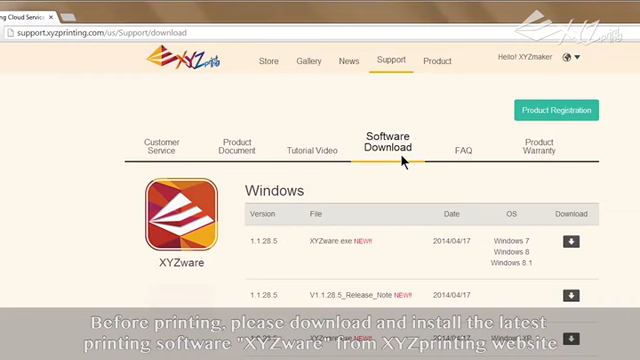 ng Cloud Service
support.xyzprinting.com/us/Support/download
XYZprinting
XYZprinting
Store
Gallery
News
Support
Product
Hello! XYZmaker
Product Registration
Customer
Service
Product
Document
Tutorial Video
Software
Download
FAQ
Product
Warranty
XYZware
Windows
Version
File
Date
OS
Download
1.1.28.5
XYZware.exe NEW!!
2014/04/17
Windows 7
Windows 8
Windows 8.1
1.1.28.5
V1.1.28.5_Release_Note NEW!!
2014/04/17
Before printing, please download and install the latest
printing software "XYZware" from XYZprinting website